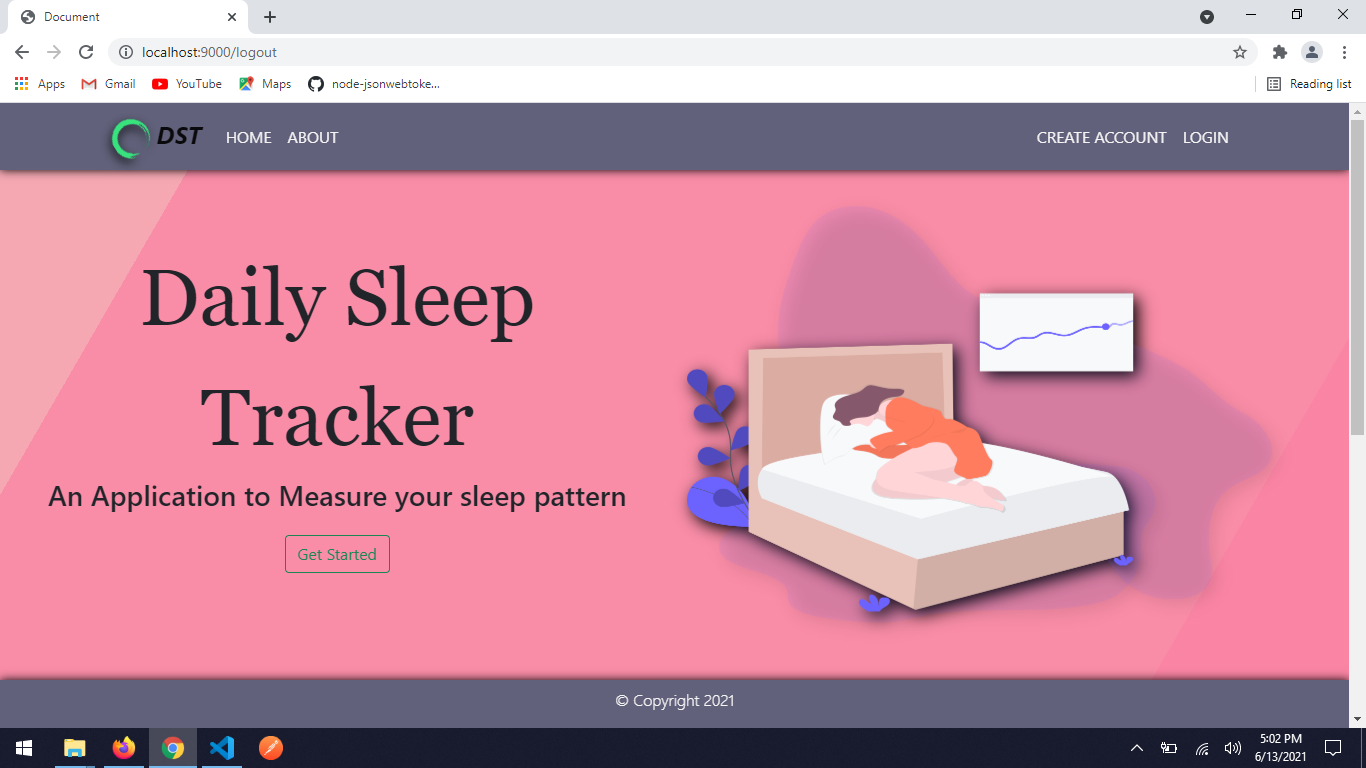 Document
localhost:9000/logout
Apps Gmail YouTube Maps node-jsonwebtoke... Reading list
DST HOME ABOUT CREATE ACCOUNT LOGIN
Daily Sleep
Tracker
An Application to Measure your sleep pattern
Get Started
© Copyright 2021
5:02 PM
6/13/2021